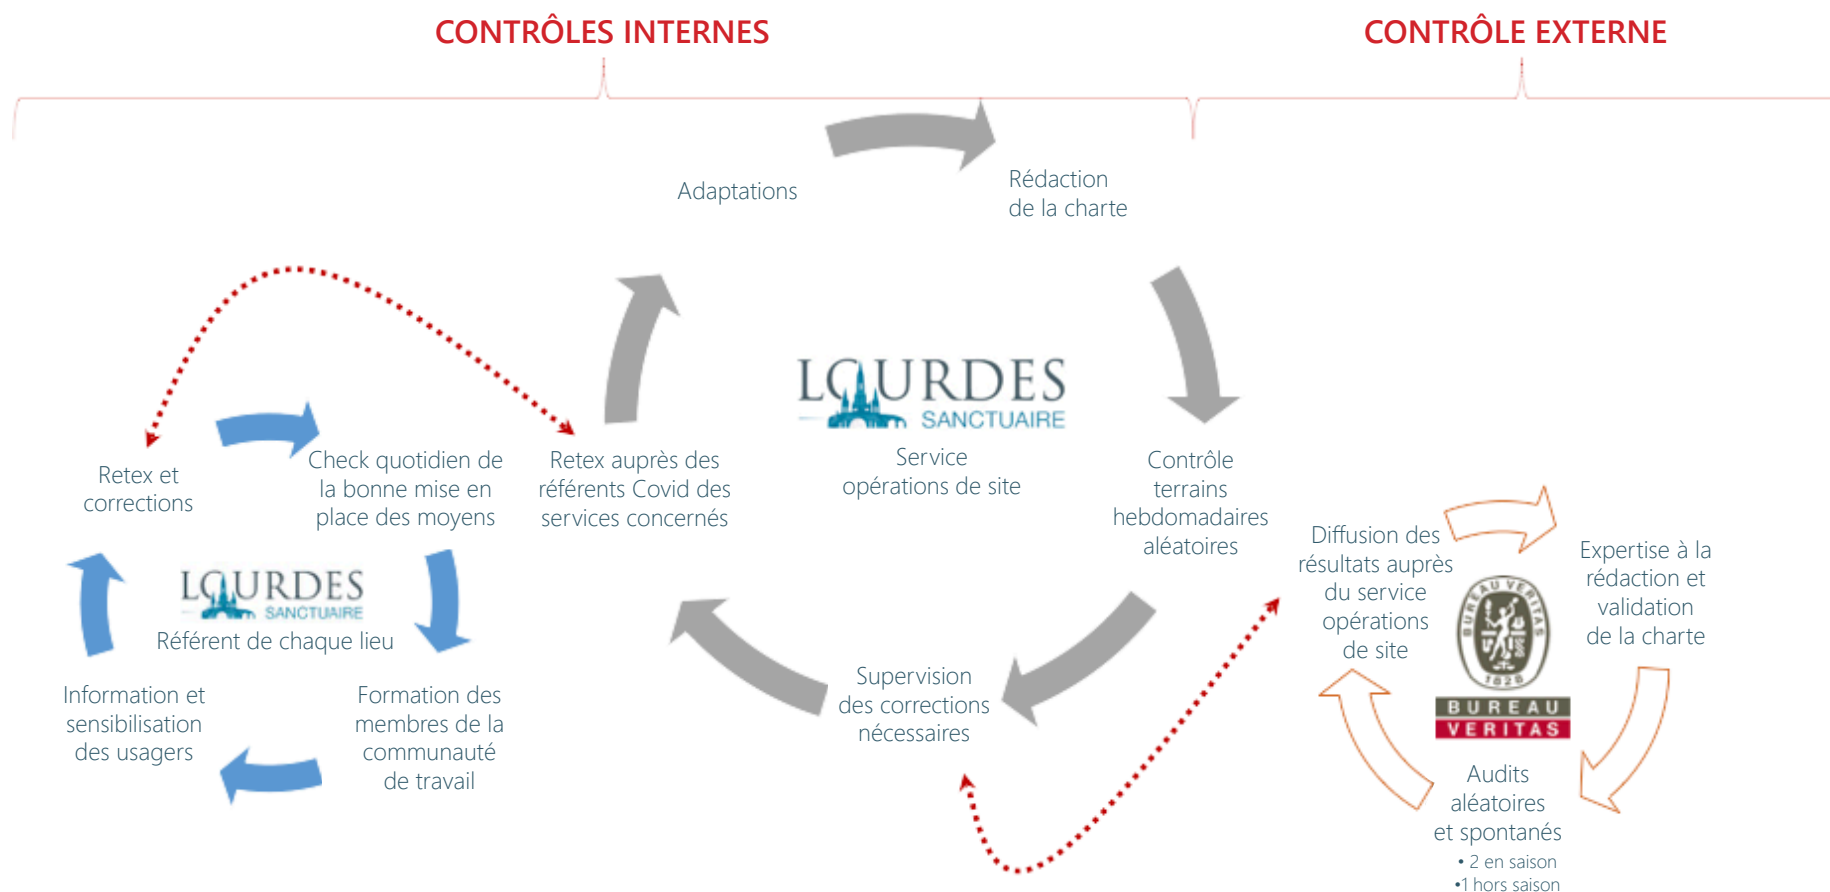 CONTRÔLES INTERNES
CONTRÔLE EXTERNE
Adaptations
Rédaction
de la charte
LOURDES
SANCTUAIRE
Service
opérations de site
Retex et
corrections
Check quotidien de
la bonne mise en
place des moyens
Retex auprès des
référents Covid des
services concernés
Contrôle
terrains
hebdomadaires
aléatoires
LOURDES
SANCTUAIRE
Référent de chaque lieu
Information et
sensibilisation
des usagers
Formation des
membres de la
communauté
de travail
Supervision
des corrections
nécessaires
Diffusion des
résultats auprès
du service
opérations
de site
Expertise à la
rédaction et
validation
de la charte
BUREAU VERITAS
1828
BUREAU
VERITAS
Audits
aléatoires
et spontanés
• 2 en saison
•1 hors saison